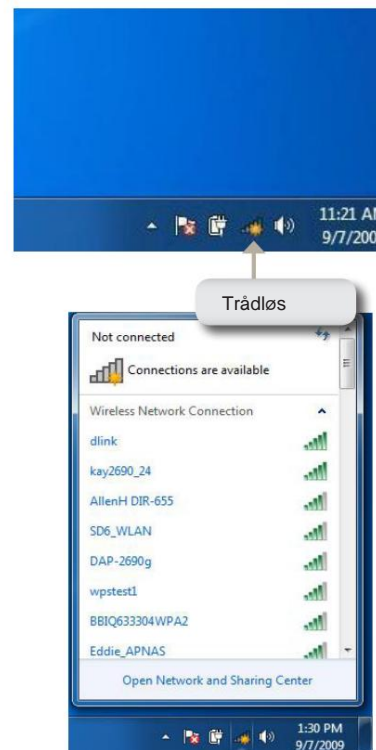 11:21 AM
9/7/200
Trådløs
Not connected
Connections are available
Wireless Network Connection
dlink
kay2690_24
AllenH DIR-655
SD6_WLAN
DAP-2690g
wpstest1
BBIQ633304WPA2
Eddie_APNAS
Open Network and Sharing Center
1:30 PM
9/7/2009